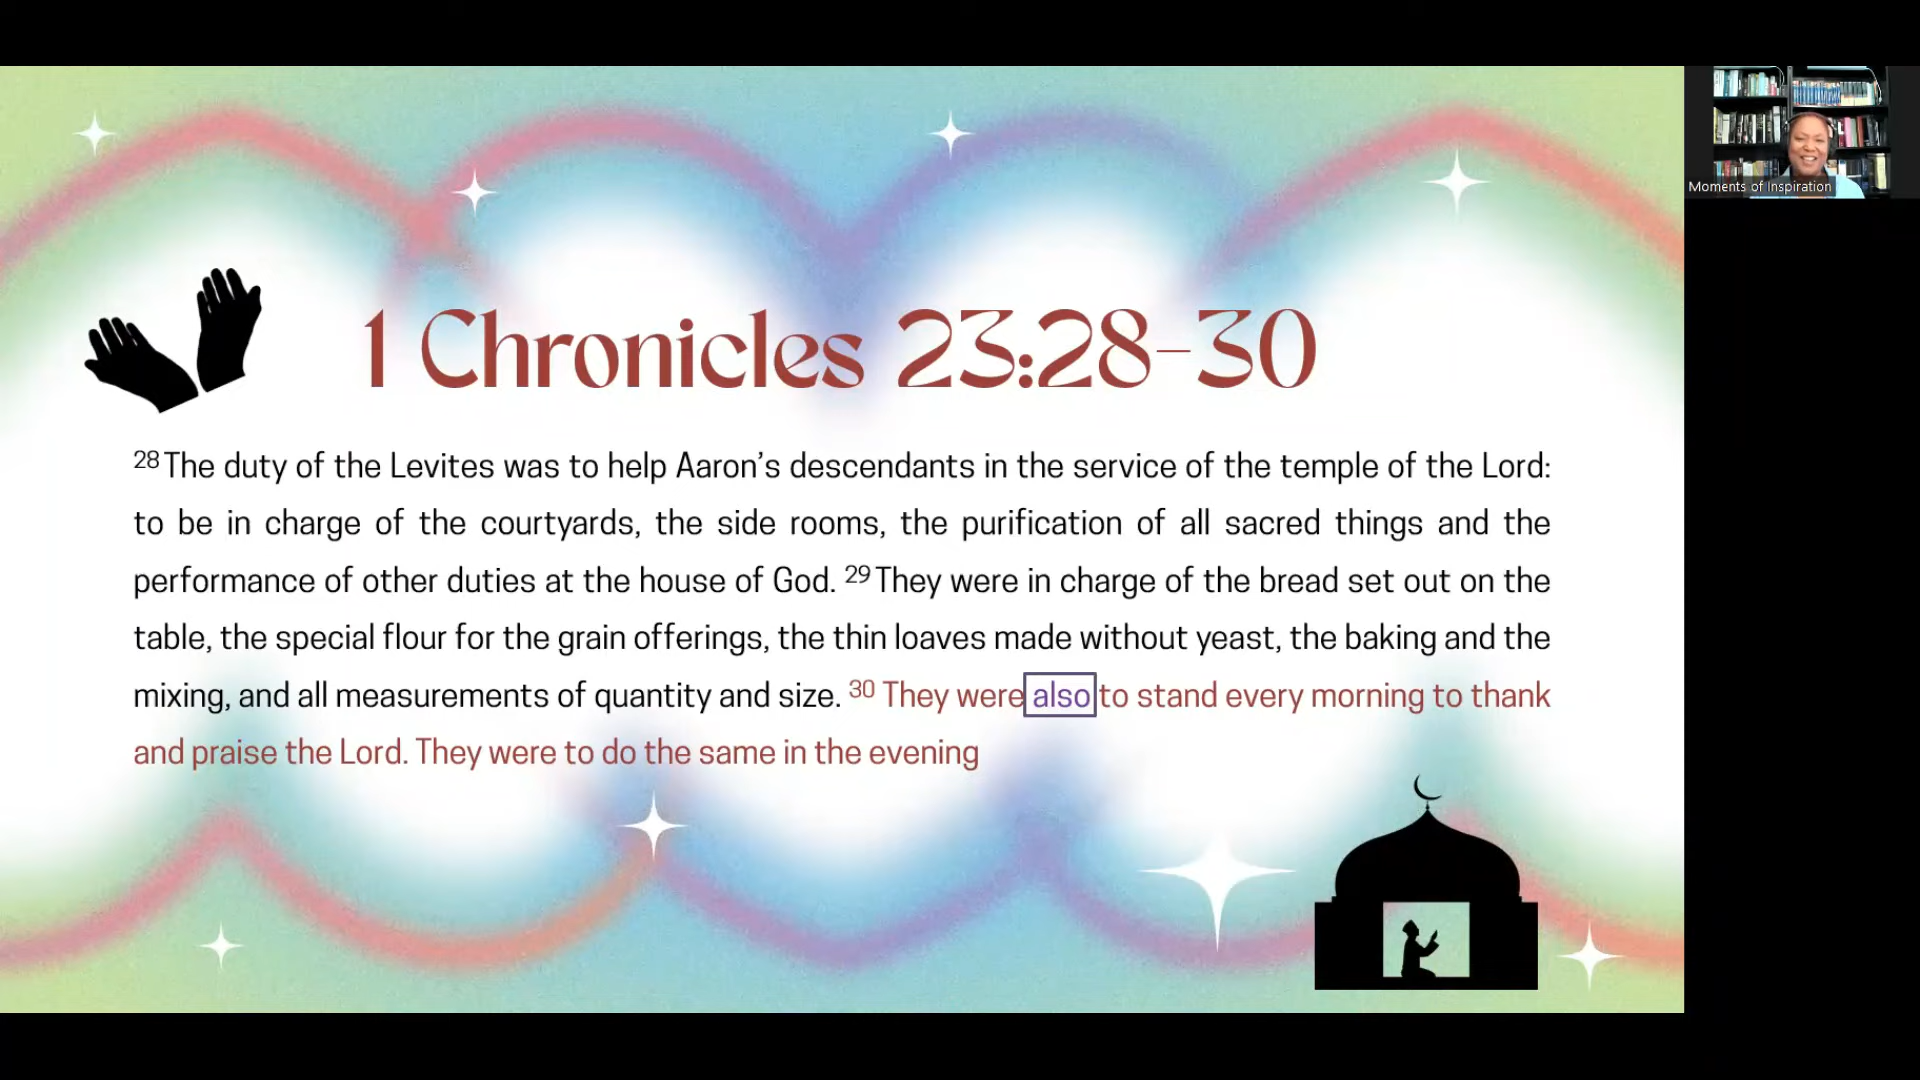 1 Chronicles 23:28-30
28 The duty of the Levites was to help Aaron’s descendants in the service of the temple of the Lord:
to be in charge of the courtyards, the side rooms, the purification of all sacred things and the
performance of other duties at the house of God. 29 They were in charge of the bread set out on the
table, the special flour for the grain offerings, the thin loaves made without yeast, the baking and the
mixing, and all measurements of quantity and size. 30 They were also to stand every morning to thank
and praise the Lord. They were to do the same in the evening
Moments of Inspiration